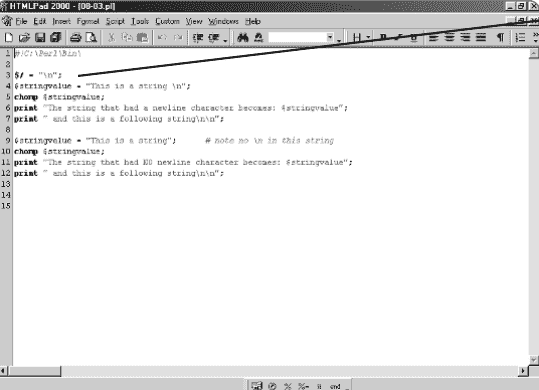 HTMLPad 2000 - [08-03.pl]
File Edit Insert Format Script Tools Custom View Windows Help
1 #!C:\Perl\Bin\
2
3 $/ = "\n";
4 $stringvalue = "This is a string \n";
5 chomp $stringvalue;
6 print "The string that had a newline character becomes: $stringvalue";
7 print " and this is a following string\n\n";
8
9 $stringvalue = "This is a string"; # note no \n in this string
10 chomp $stringvalue;
11 print "The string that had NO newline character becomes: $stringvalue";
12 print " and this is a following string\n\n";
13
14
15
end